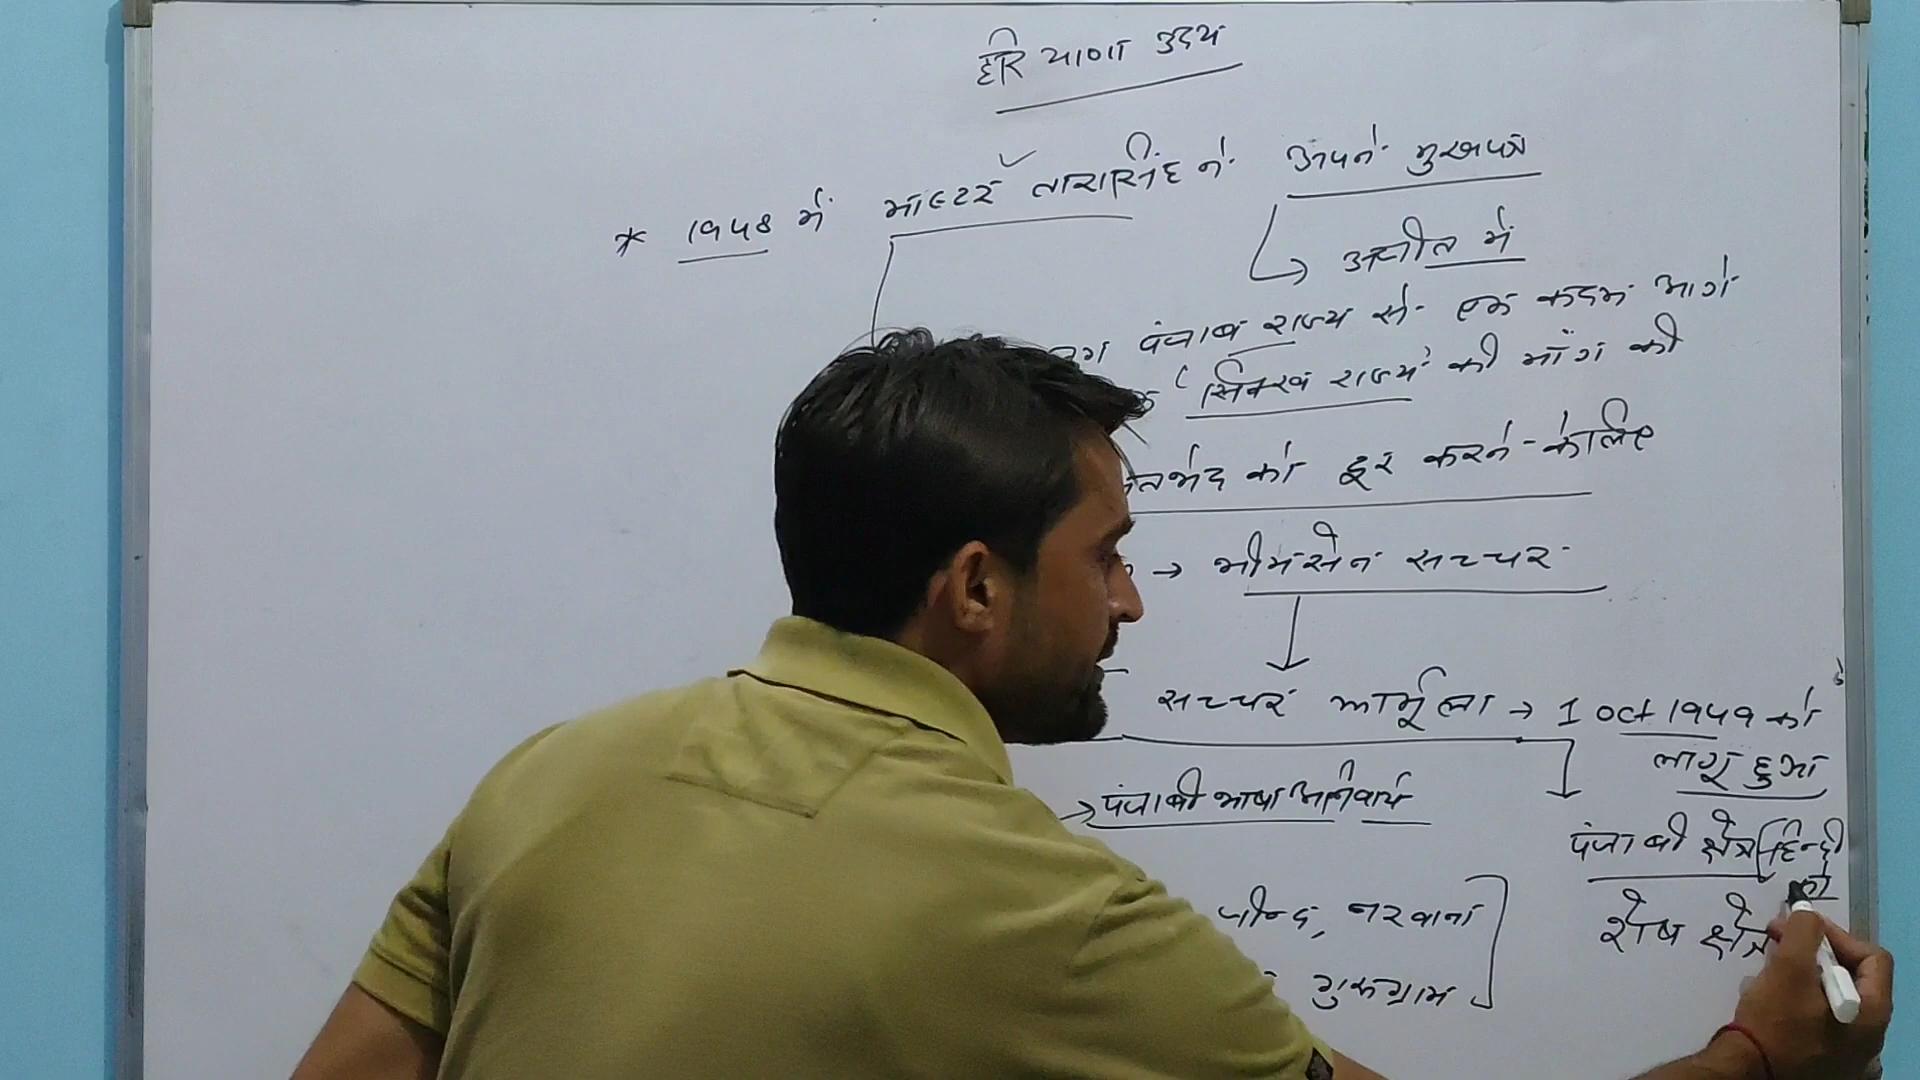 हरियाणा उदय
* 1948 में मास्टर तारासिंह ने अपने मुखपत्र
अजीत में
पंजाब राज्य से एक कदम आगे
सिक्ख राज्य की माँग की
को दूर करने के लिए
→ भीमसेन सच्चर
सच्चर फार्मूला → 1 Oct 1949 को
लागू हुआ
→ पंजाबी भाषा अनिवार्य
पंजाबी क्षेत्र हिन्दी
का
जीन्द, नरवाना
शेष क्षेत्र
गुरुग्राम